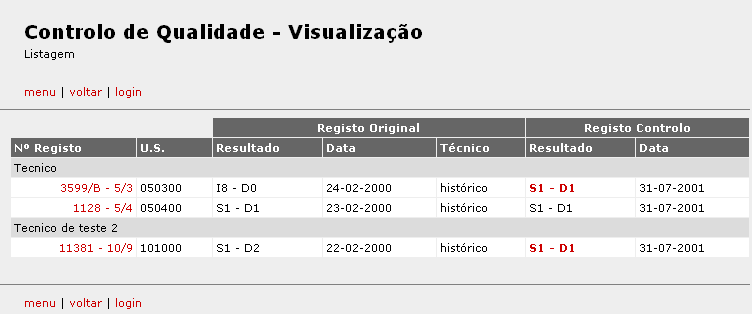 Controlo de Qualidade - Visualização
Listagem
menu | voltar | login
Registo Original Registo Controlo
Nº Registo U.S. Resultado Data Técnico Resultado Data
Tecnico
3599/B - 5/3 050300 I8 - D0 24-02-2000 histórico S1 - D1 31-07-2001
1128 - 5/4 050400 S1 - D1 23-02-2000 histórico S1 - D1 31-07-2001
Tecnico de teste 2
11381 - 10/9 101000 S1 - D2 22-02-2000 histórico S1 - D1 31-07-2001
menu | voltar | login